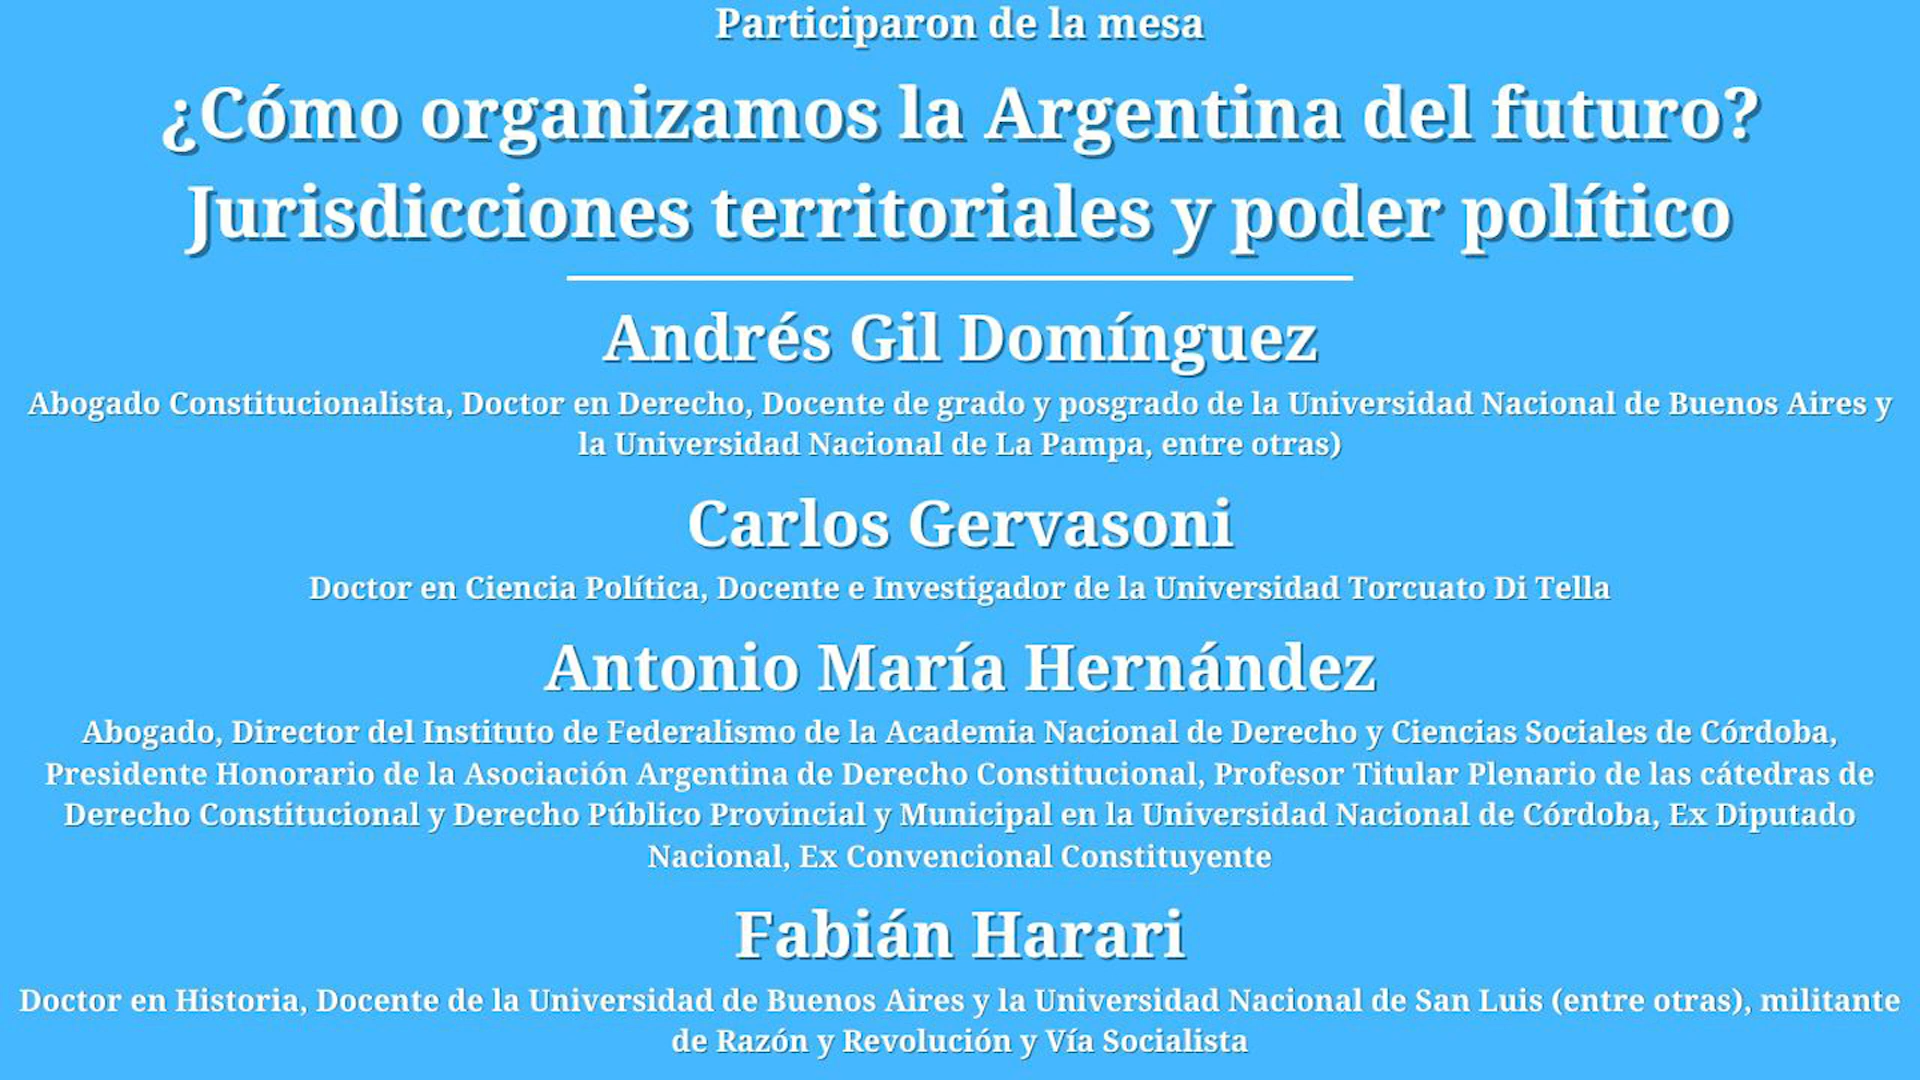 Participaron de la mesa
¿Cómo organizamos la Argentina del futuro?
Jurisdicciones territoriales y poder político
Andrés Gil Domínguez
Abogado Constitucionalista, Doctor en Derecho, Docente de grado y posgrado de la Universidad Nacional de Buenos Aires y
la Universidad Nacional de La Pampa, entre otras)
Carlos Gervasoni
Doctor en Ciencia Política, Docente e Investigador de la Universidad Torcuato Di Tella
Antonio María Hernández
Abogado, Director del Instituto de Federalismo de la Academia Nacional de Derecho y Ciencias Sociales de Córdoba,
Presidente Honorario de la Asociación Argentina de Derecho Constitucional, Profesor Titular Plenario de las cátedras de
Derecho Constitucional y Derecho Público Provincial y Municipal en la Universidad Nacional de Córdoba, Ex Diputado
Nacional, Ex Convencional Constituyente
Fabián Harari
Doctor en Historia, Docente de la Universidad de Buenos Aires y la Universidad Nacional de San Luis (entre otras), militante
de Razón y Revolución y Vía Socialista